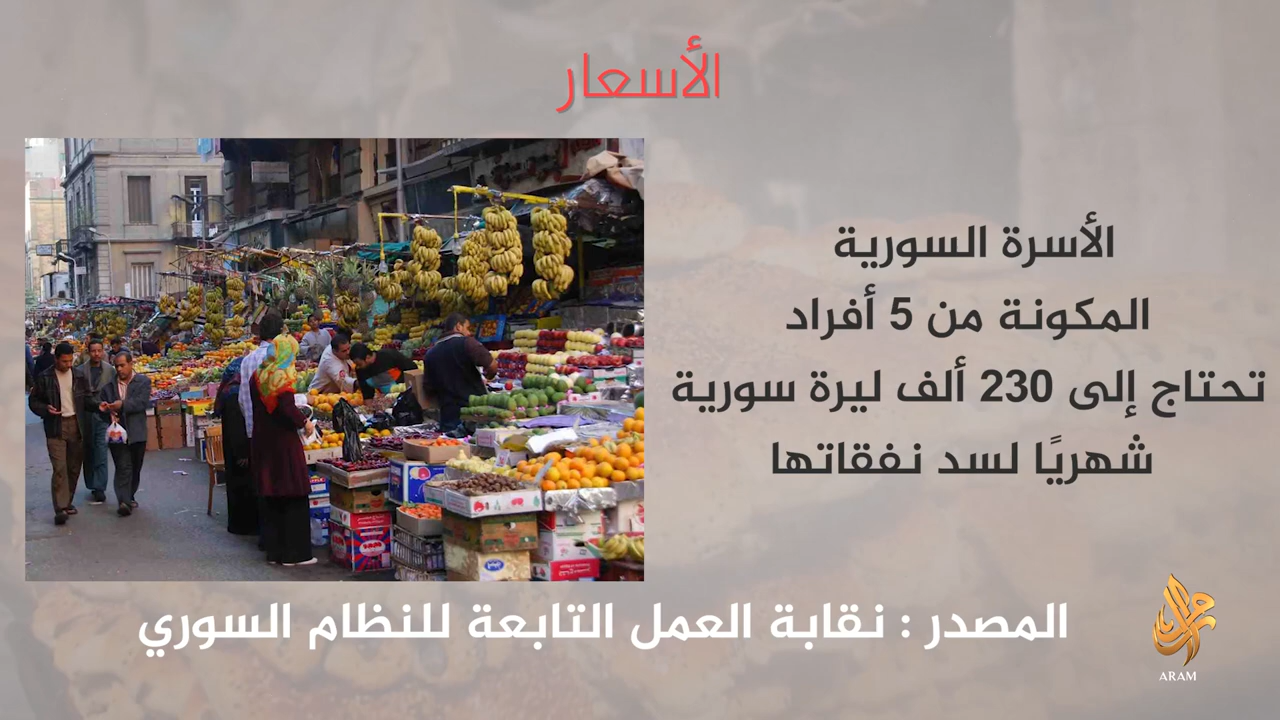 الأسعار
الأسرة السورية
المكونة من 5 أفراد
تحتاج إلى 230 ألف ليرة سورية
شهريًا لسد نفقاتها
المصدر : نقابة العمل التابعة للنظام السوري
ARAM